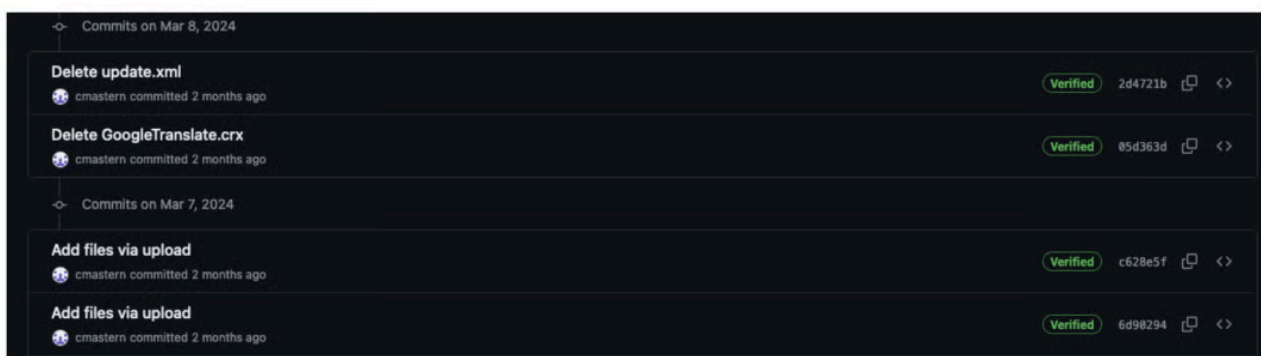 Commits on Mar 8, 2024
Delete update.xml
Verified 2d4721b
cmastern committed 2 months ago
Delete GoogleTranslate.crx
Verified 05d363d
cmastern committed 2 months ago
Commits on Mar 7, 2024
Add files via upload
Verified c628e5f
cmastern committed 2 months ago
Add files via upload
Verified 6d90294
cmastern committed 2 months ago